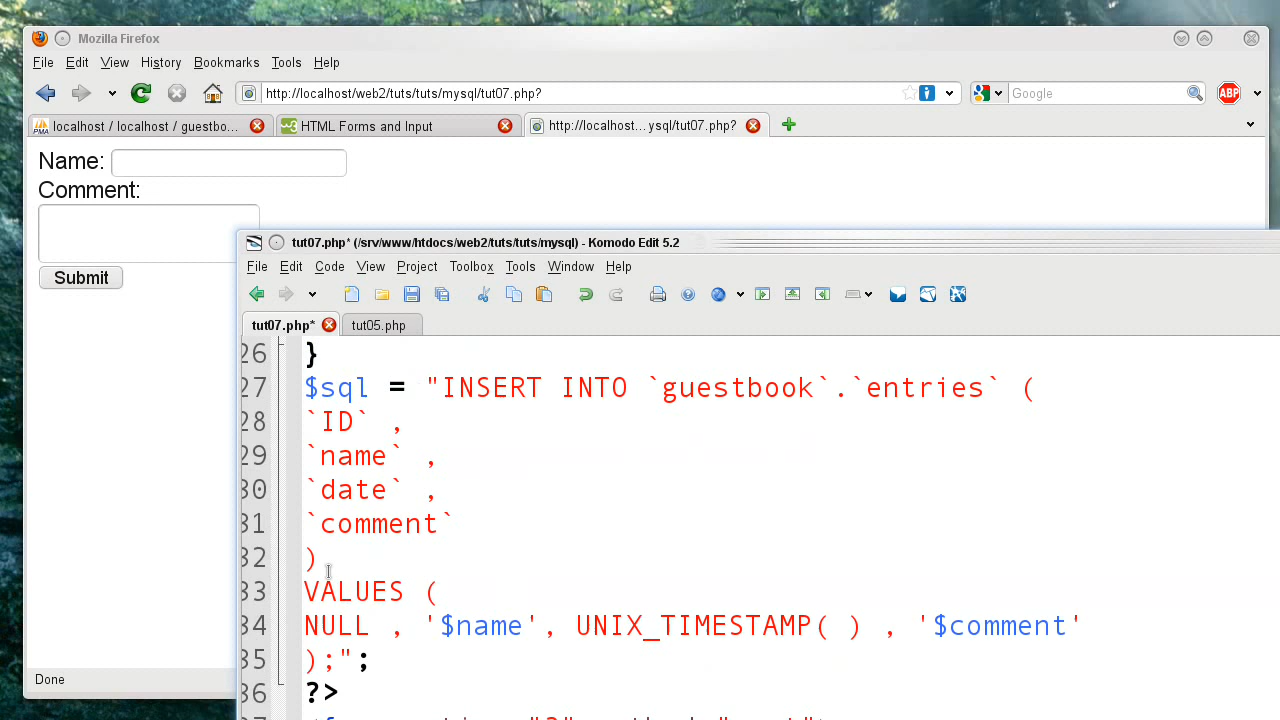 Mozilla Firefox
File Edit View History Bookmarks Tools Help
http://localhost/web2/tuts/tuts/mysql/tut07.php?
Google
ABP
PMA localhost / localhost / guestbo...
HTML Forms and Input
http://localhost... ysql/tut07.php?
Name:
Comment:
Submit
tut07.php* (/srv/www/htdocs/web2/tuts/tuts/mysql) - Komodo Edit 5.2
File Edit Code View Project Toolbox Tools Window Help
tut07.php* tut05.php
26 }
27 $sql = "INSERT INTO `guestbook`.`entries` (
28 `ID` ,
29 `name` ,
30 `date` ,
31 `comment`
32 )
33 VALUES (
34 NULL , '$name', UNIX_TIMESTAMP( ) , '$comment'
35 );";
36 ?>
Done